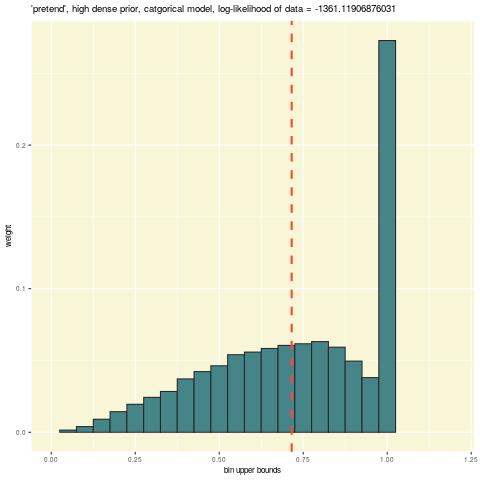 'pretend', high dense prior, catgorical model, log-likelihood of data = -1361.11906876031
0.2
weight
0.1
0.0
0.00 0.25 0.50 0.75 1.00 1.25
bin upper bounds